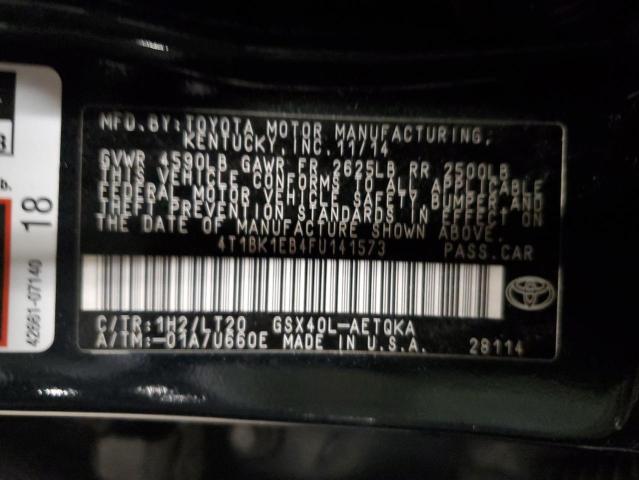 MFD.BY:TOYOTA MOTOR MANUFACTURING,
KENTUCKY, INC. 11/14
GVWR 4590LB GAWR FR 2625LB RR 2500LB
THIS VEHICLE CONFORMS TO ALL APPLICABLE
FEDERAL MOTOR VEHICLE SAFETY, BUMPER, AND
THEFT PREVENTION STANDARDS IN EFFECT ON
THE DATE OF MANUFACTURE SHOWN ABOVE.
4T1BK1EB4FU141573 PASS.CAR
C/TR:1H2/LT20 GSX40L-AETQKA
A/TM:-01A/U660E MADE IN U.S.A. 28114
18
42661-07140